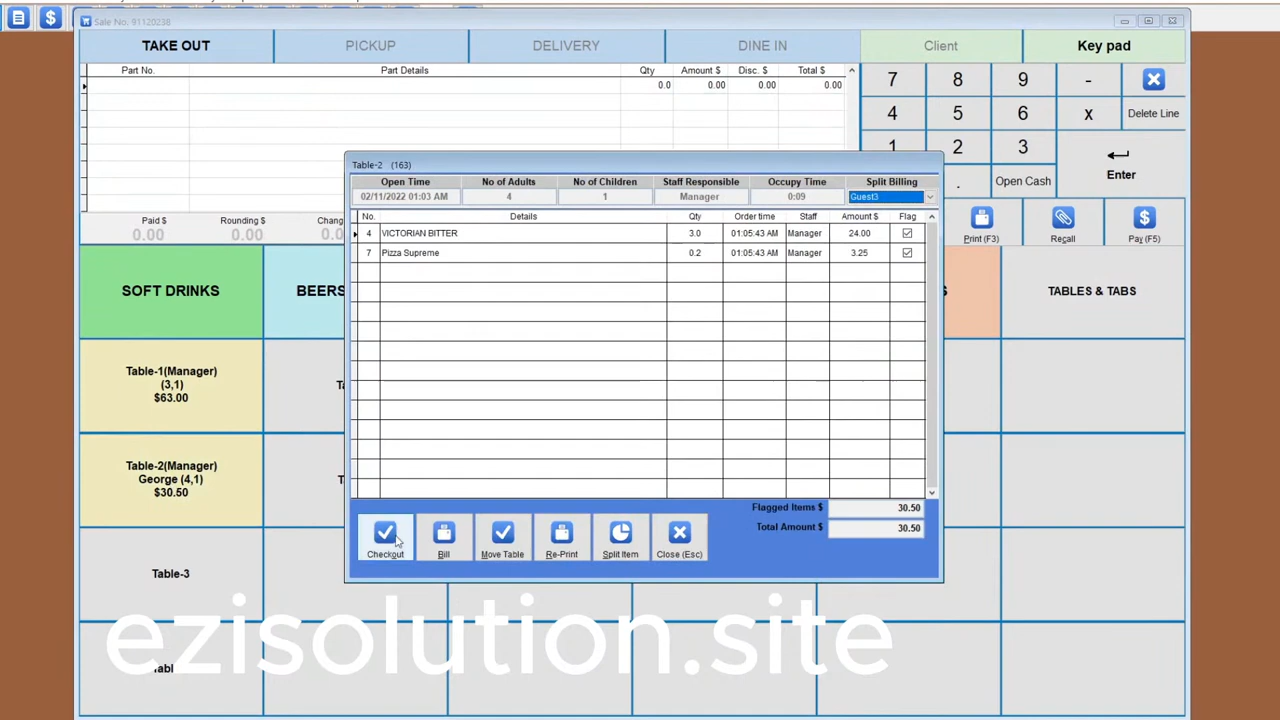 Sale No. 91120238
TAKE OUT PICKUP DELIVERY DINE IN Client Key pad
Part No. Part Details Qty Amount $ Disc. $ Total $
0.0 0.00 0.00 0.00
7 8 9 -
4 5 6 x Delete Line
1 2 3
Enter
. Open Cash
Paid $ Rounding $
0.00 0.00
Print (F3) Recall Pay (F5)
SOFT DRINKS TABLES & TABS
Table-1(Manager)
(3,1)
$63.00
Table-2(Manager)
George (4,1)
$30.50
Table-3
Table-2 (163)
Open Time No of Adults No of Children Staff Responsible Occupy Time Split Billing
02/11/2022 01:03 AM 4 1 Manager 0:09 Guest3
No. Details Qty Order time Staff Amount $ Flag
4 VICTORIAN BITTER 3.0 01:05:43 AM Manager 24.00
7 Pizza Supreme 0.2 01:05:43 AM Manager 3.25
Flagged Items $ 30.50
Total Amount $ 30.50
Checkout Bill Move Table Re-Print Split Item Close (Esc)
ezisolution.site